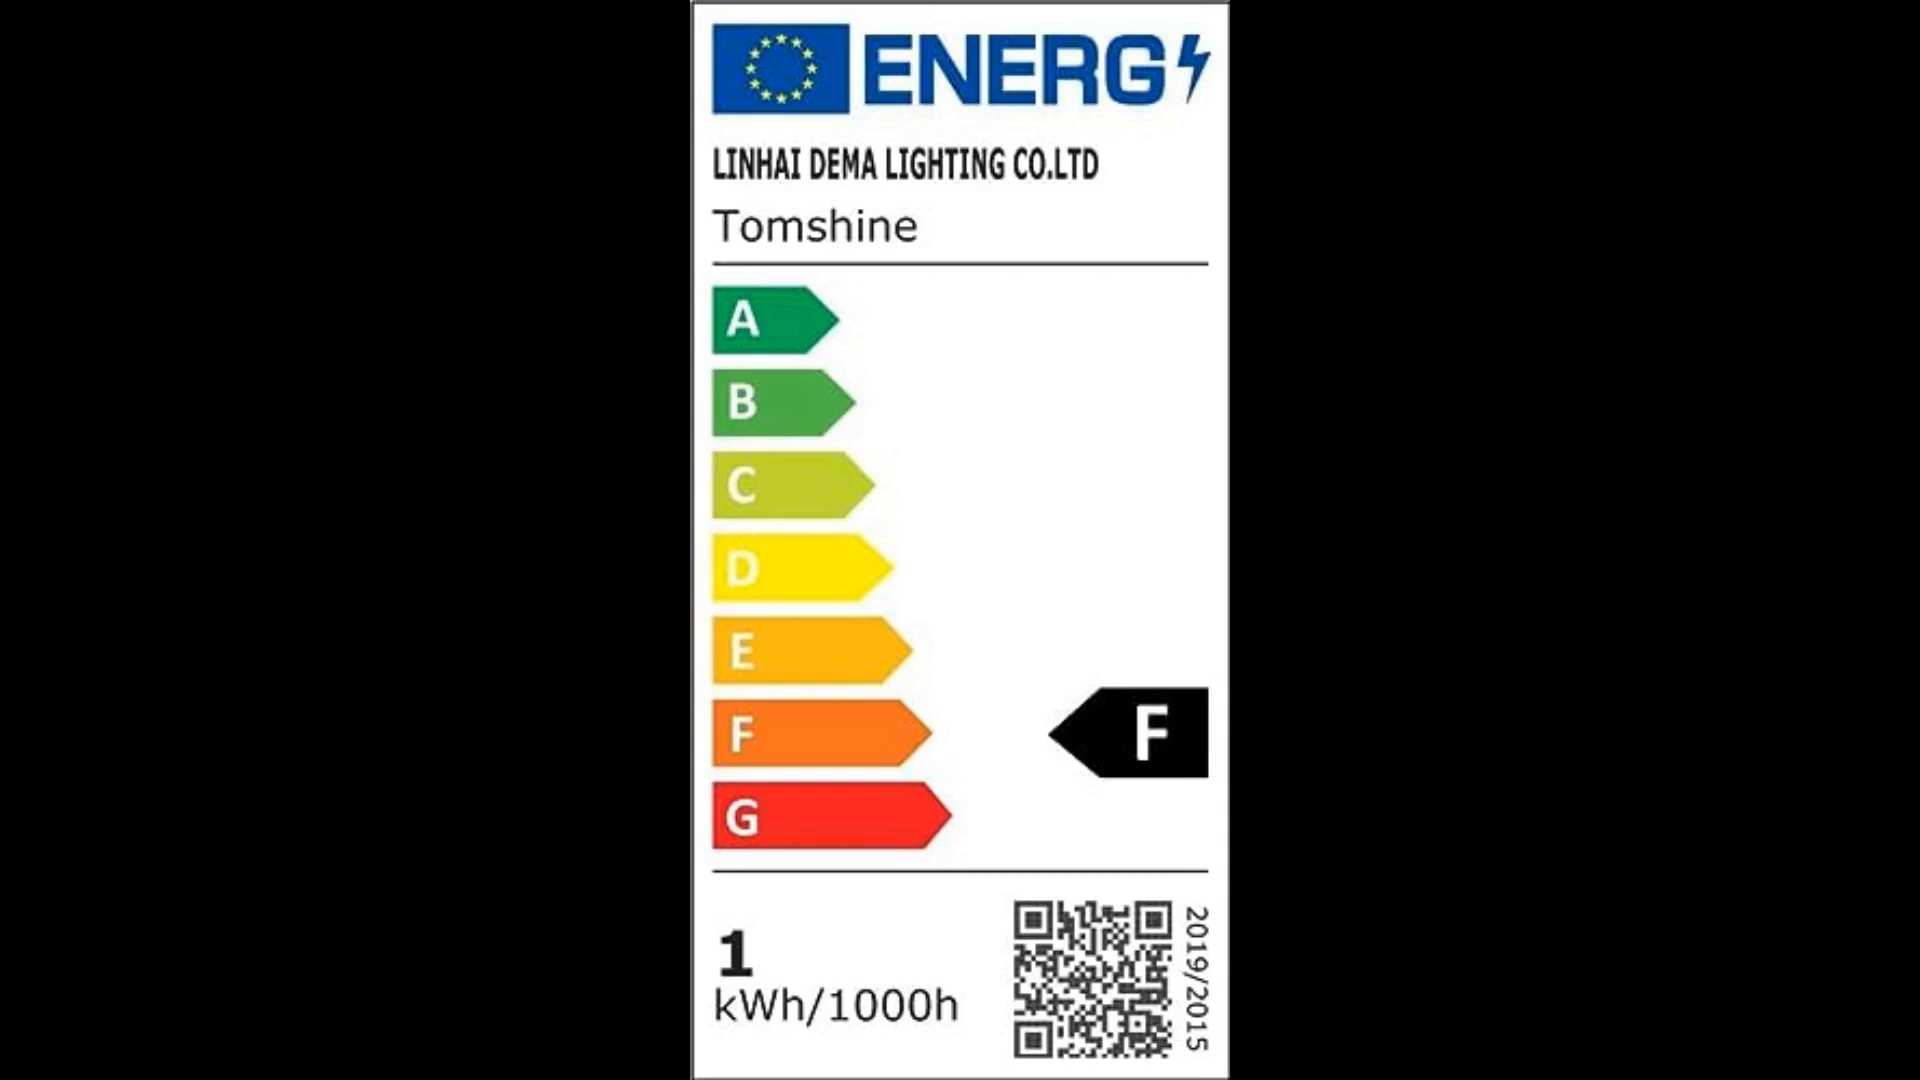 ENERG
LINHAI DEMA LIGHTING CO.LTD
Tomshine
A
B
C
D
E
F
F
G
1
kWh/1000h
2019/2015